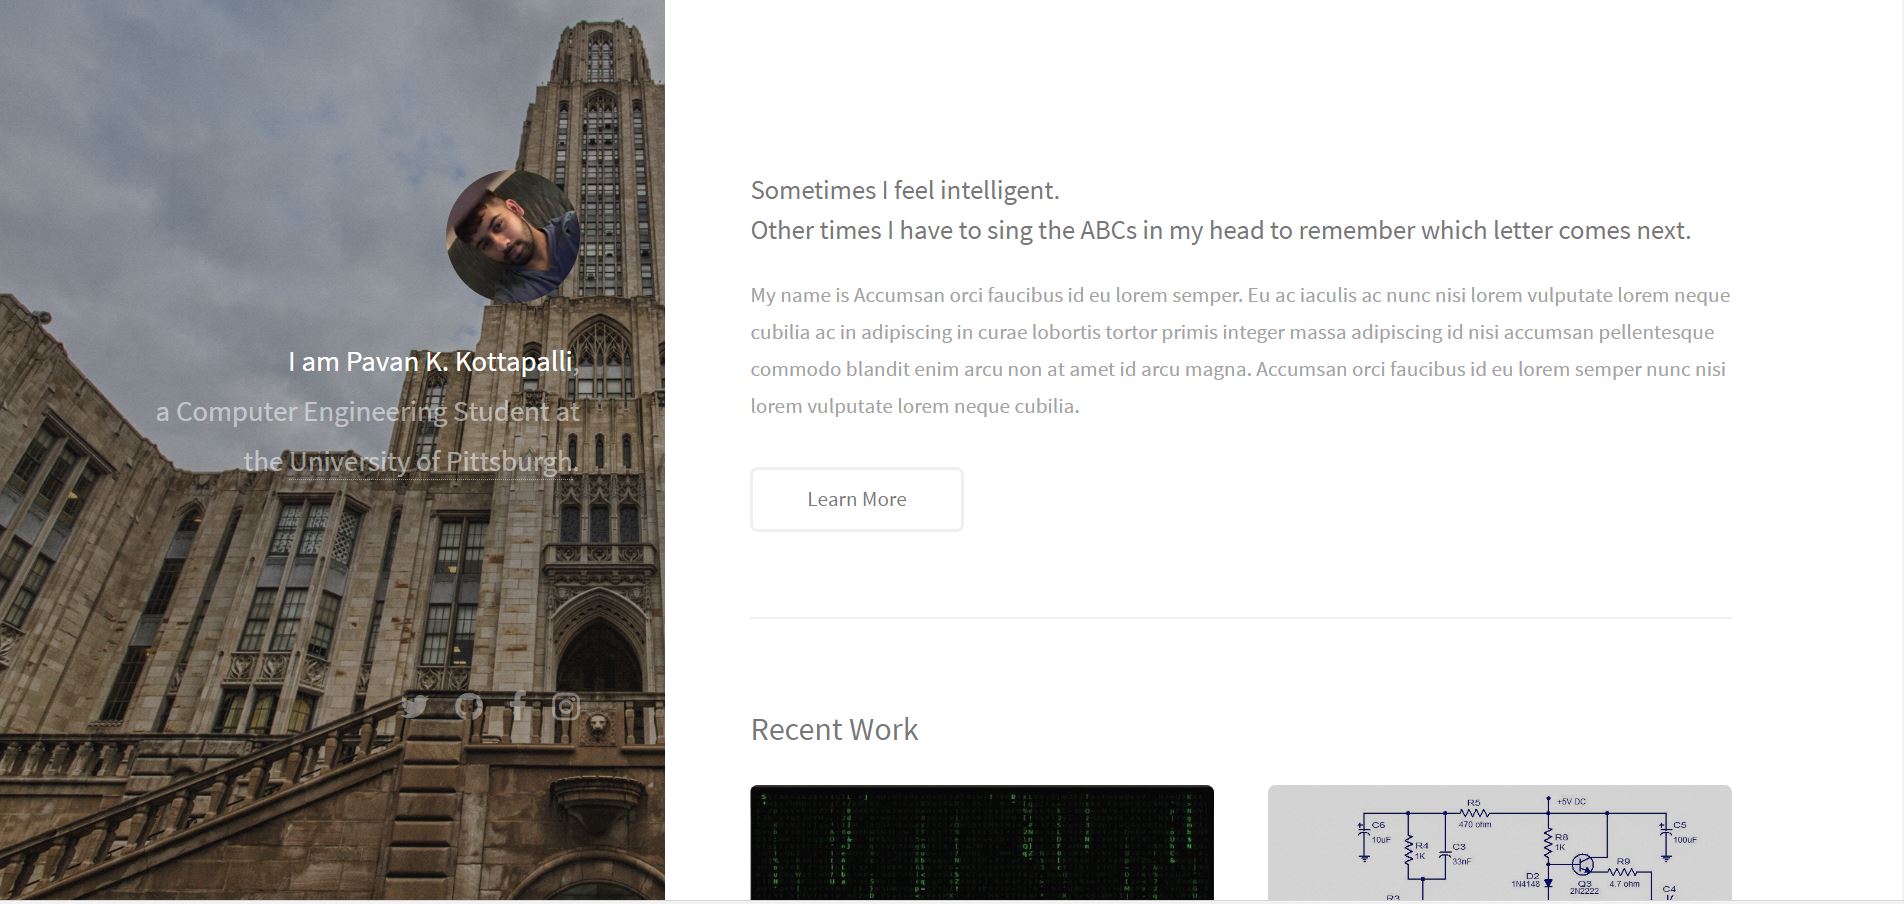 I am Pavan K. Kottapalli,
a Computer Engineering Student at
the University of Pittsburgh.
Sometimes I feel intelligent.
Other times I have to sing the ABCs in my head to remember which letter comes next.
My name is Accumsan orci faucibus id eu lorem semper. Eu ac iaculis ac nunc nisi lorem vulputate lorem neque
cubilia ac in adipiscing in curae lobortis tortor primis integer massa adipiscing id nisi accumsan pellentesque
commodo blandit enim arcu non at amet id arcu magna. Accumsan orci faucibus id eu lorem semper nunc nisi
lorem vulputate lorem neque cubilia.
Learn More
Recent Work
R5
+5V DC
470 ohm
C6
10uF
R4
1K
C3
33nF
R8
1K
C5
100uF
R9
4.7 ohm
D2
1N4148
Q3
2N2222
C4
R3